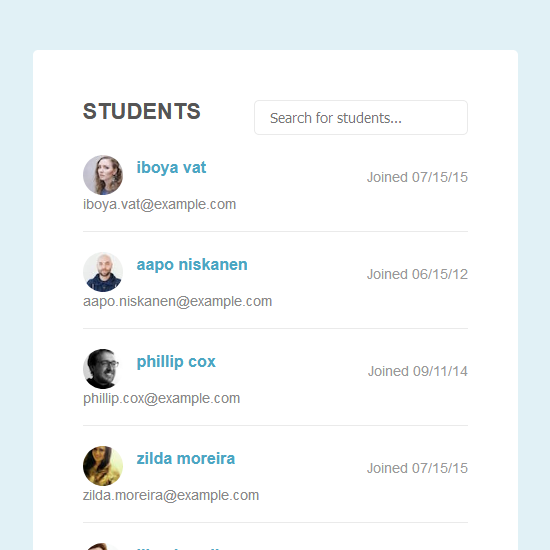 STUDENTS
Search for students...
iboya vat
Joined 07/15/15
iboya.vat@example.com
aapo niskanen
Joined 06/15/12
aapo.niskanen@example.com
phillip cox
Joined 09/11/14
phillip.cox@example.com
zilda moreira
Joined 07/15/15
zilda.moreira@example.com